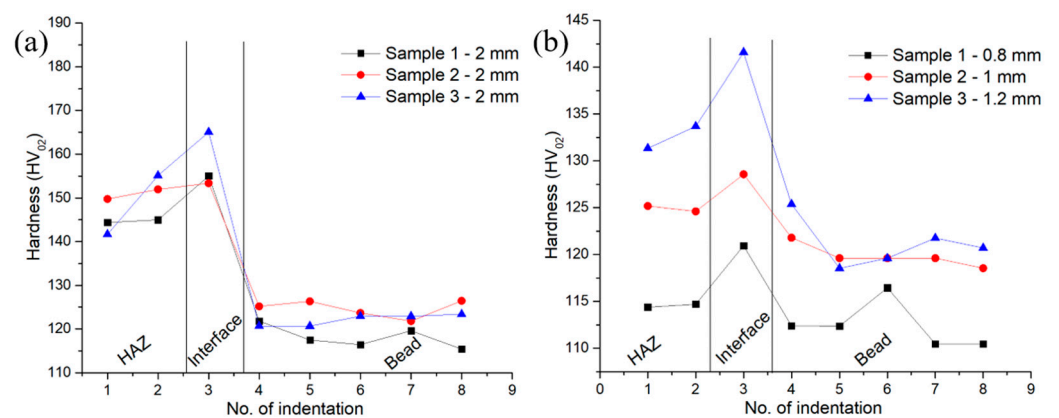 (a)
Hardness (HV02)
190
180
170
160
150
140
130
120
110
Sample 1 - 2 mm
Sample 2 - 2 mm
Sample 3 - 2 mm
HAZ
Interface
Bead
1 2 3 4 5 6 7 8 9
No. of indentation
(b)
Hardness (HV02)
145
140
135
130
125
120
115
110
Sample 1 - 0.8 mm
Sample 2 - 1 mm
Sample 3 - 1.2 mm
HAZ
Interface
Bead
0 1 2 3 4 5 6 7 8 9
No. of indentation